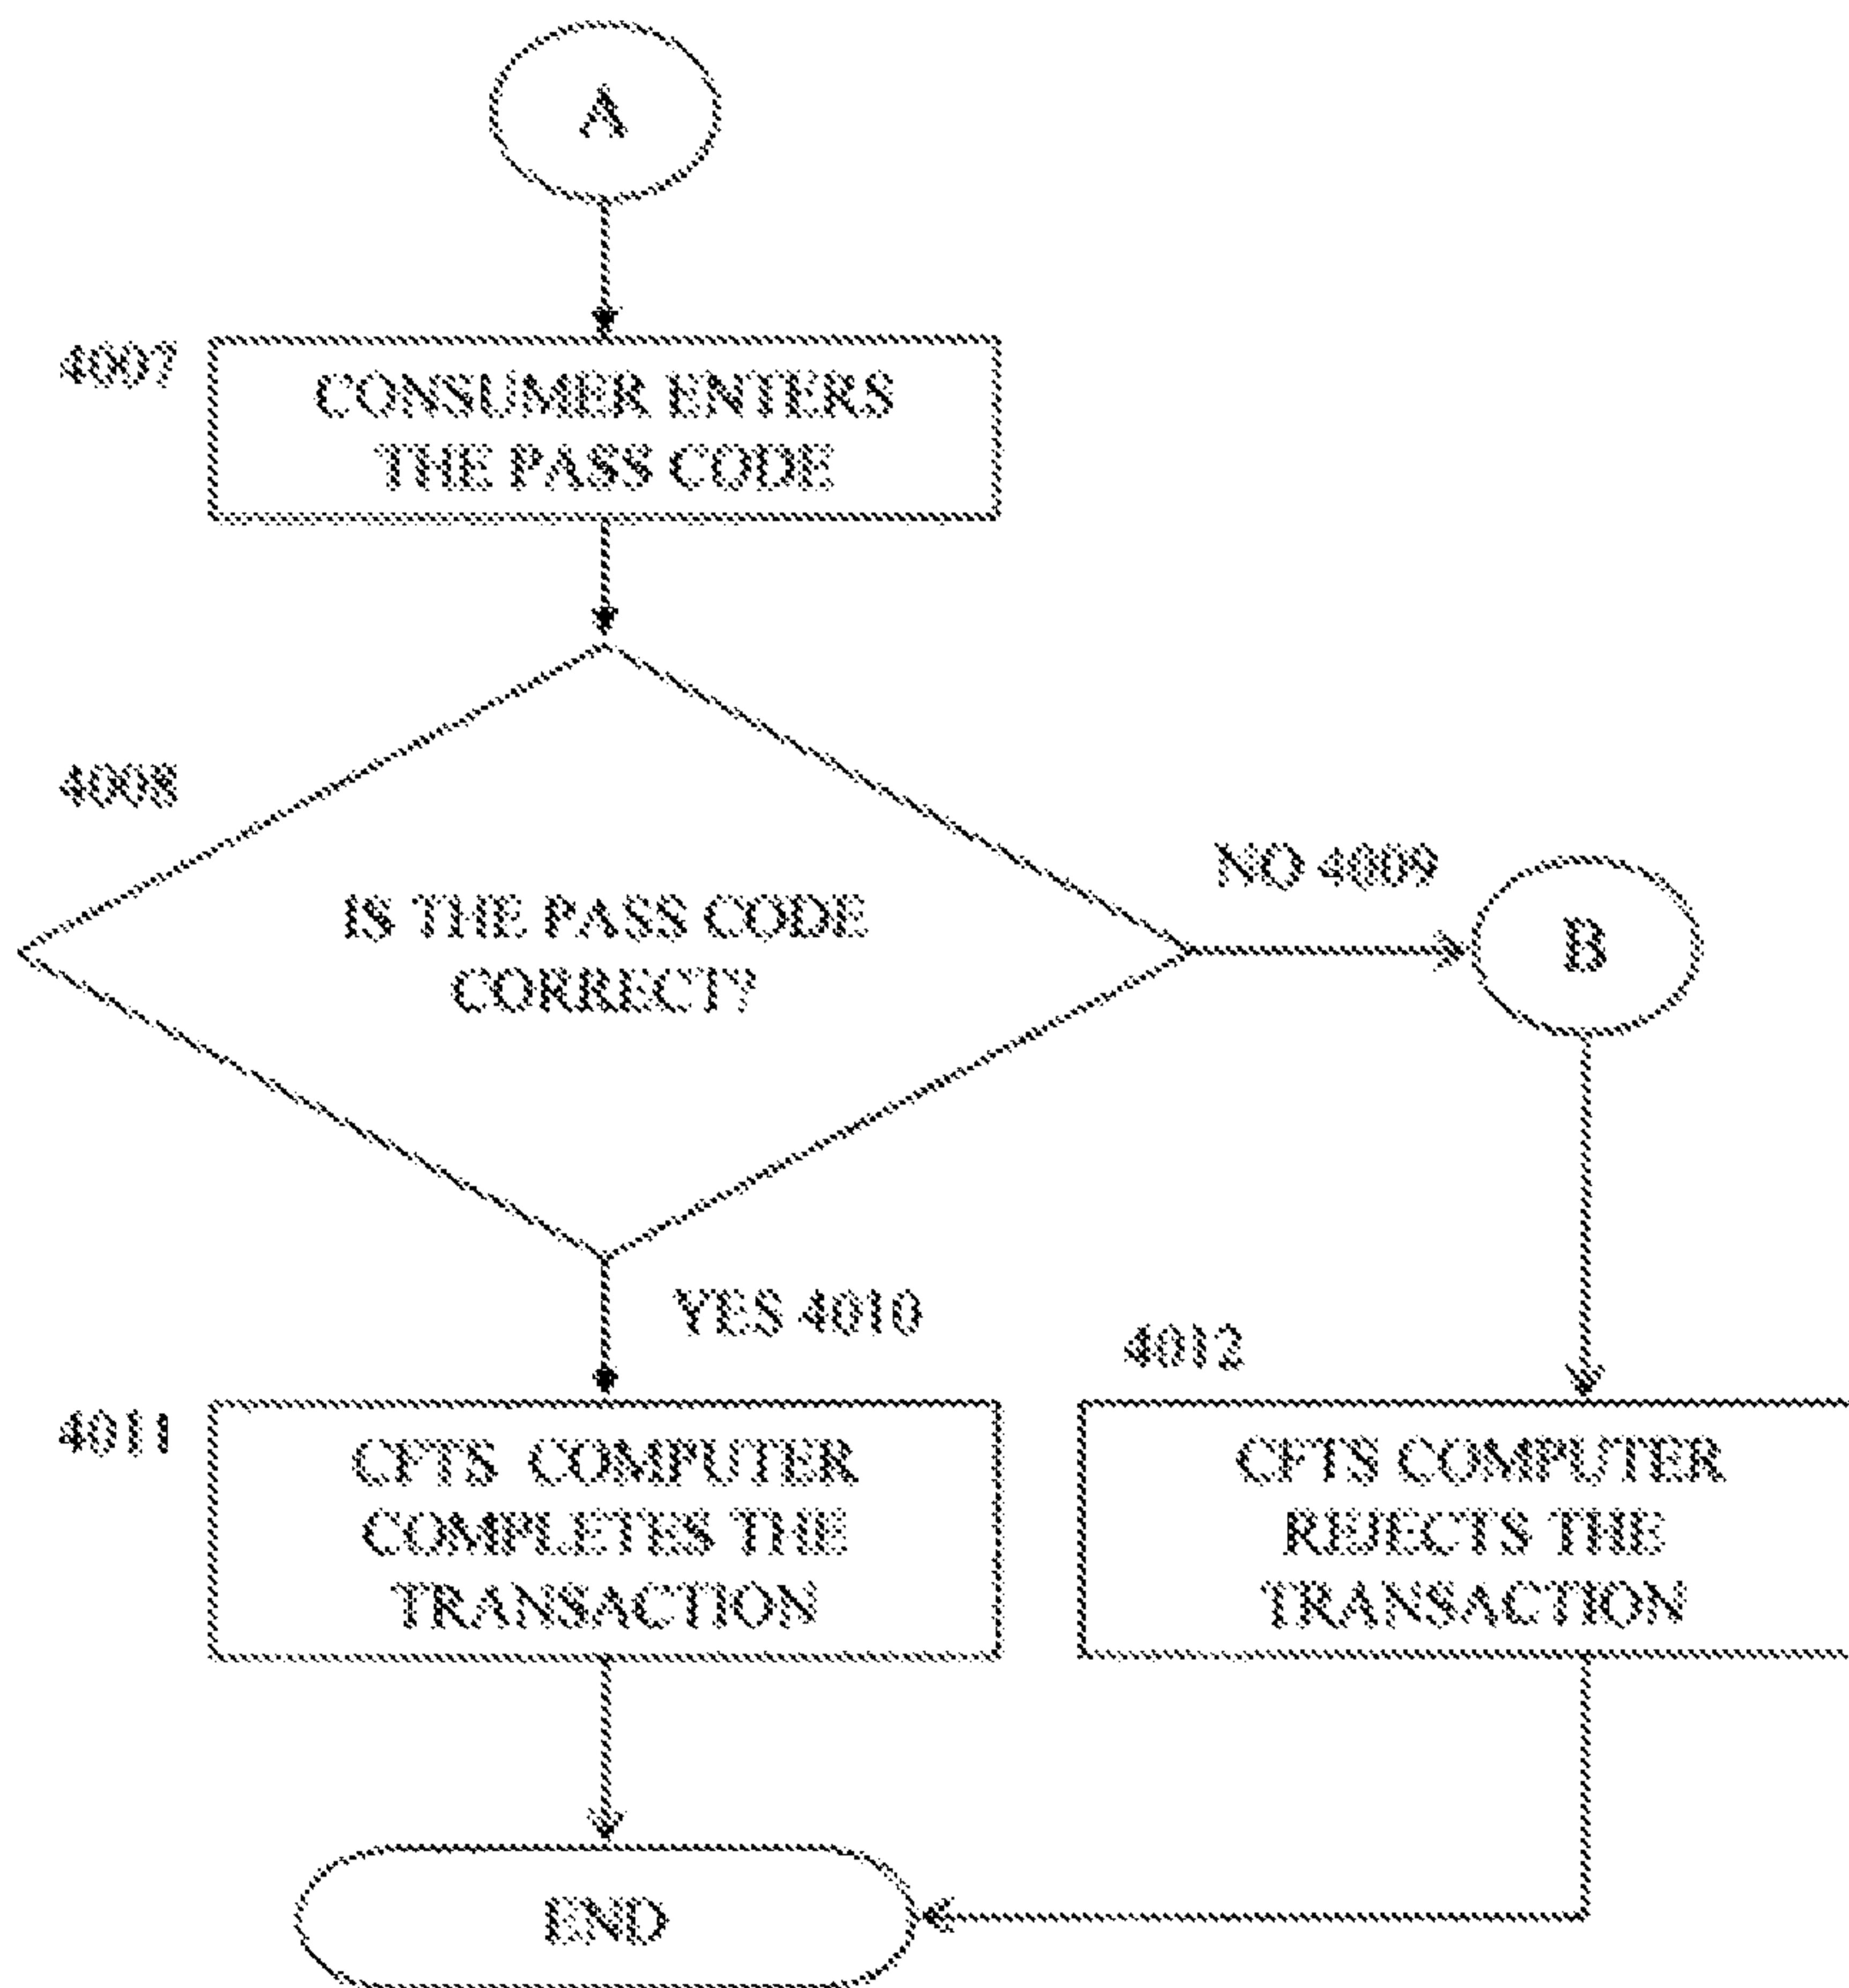 A
4007
CONSUMER ENTERS
THE PASS CODE
4008
IS THE PASS CODE
CORRECT?
NO 4009
B
YES 4010
4011
CFTS COMPUTER
COMPLETES THE
TRANSACTION
4012
CFTS COMPUTER
REJECTS THE
TRANSACTION
END